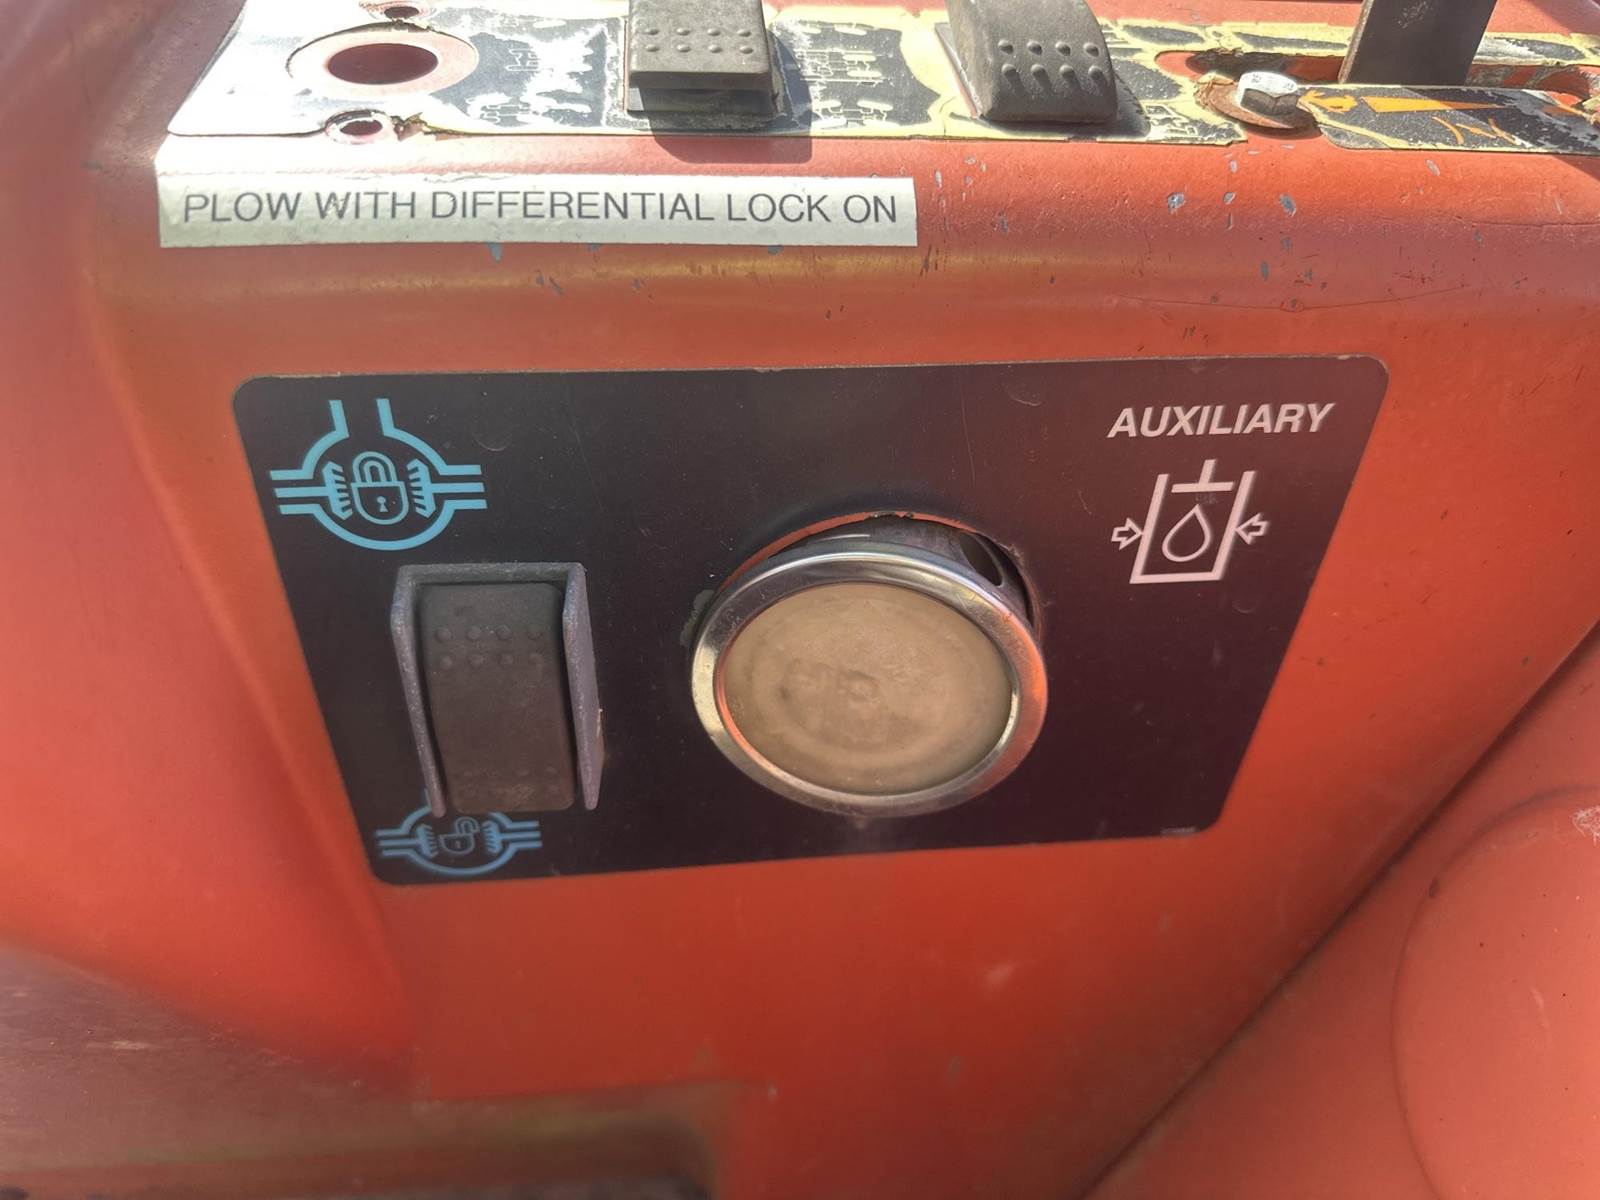 PLOW WITH DIFFERENTIAL LOCK ON
AUXILIARY